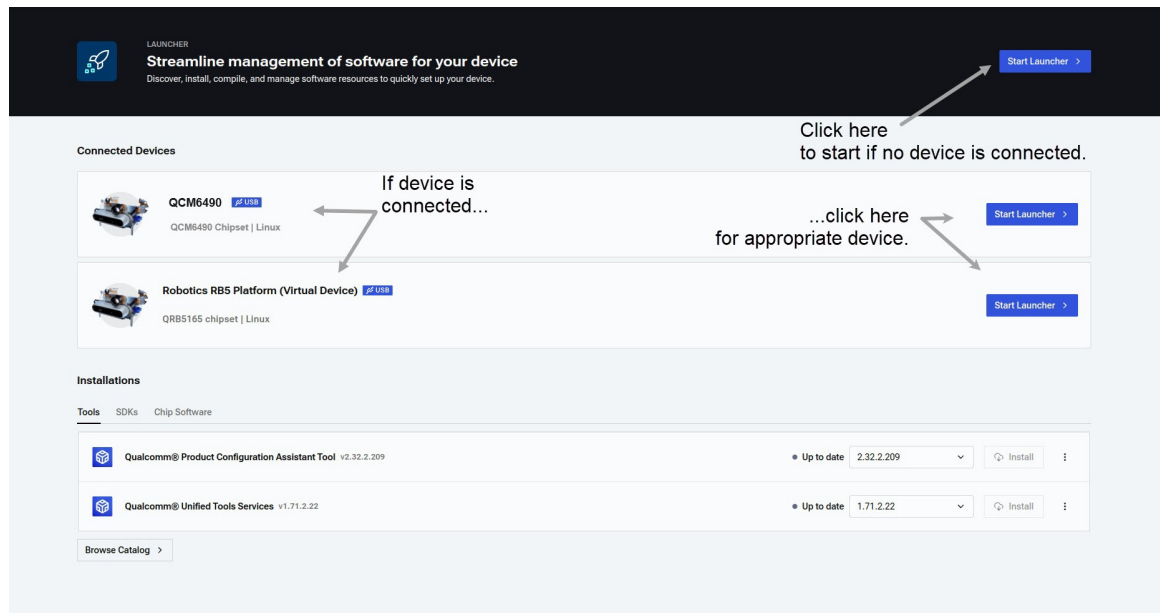 LAUNCHER
Streamline management of software for your device
Discover, install, compile, and manage software resources to quickly set up your device.
Start Launcher
Click here
to start if no device is connected.
Connected Devices
If device is
connected...
QCM6490 USB
QCM6490 Chipset | Linux
...click here
for appropriate device.
Start Launcher
Robotics RB5 Platform (Virtual Device) USB
QRB5165 chipset | Linux
Start Launcher
Installations
Tools SDKs Chip Software
Qualcomm® Product Configuration Assistant Tool v2.32.2.209 Up to date 2.32.2.209 Install
Qualcomm® Unified Tools Services v1.71.2.22 Up to date 1.71.2.22 Install
Browse Catalog